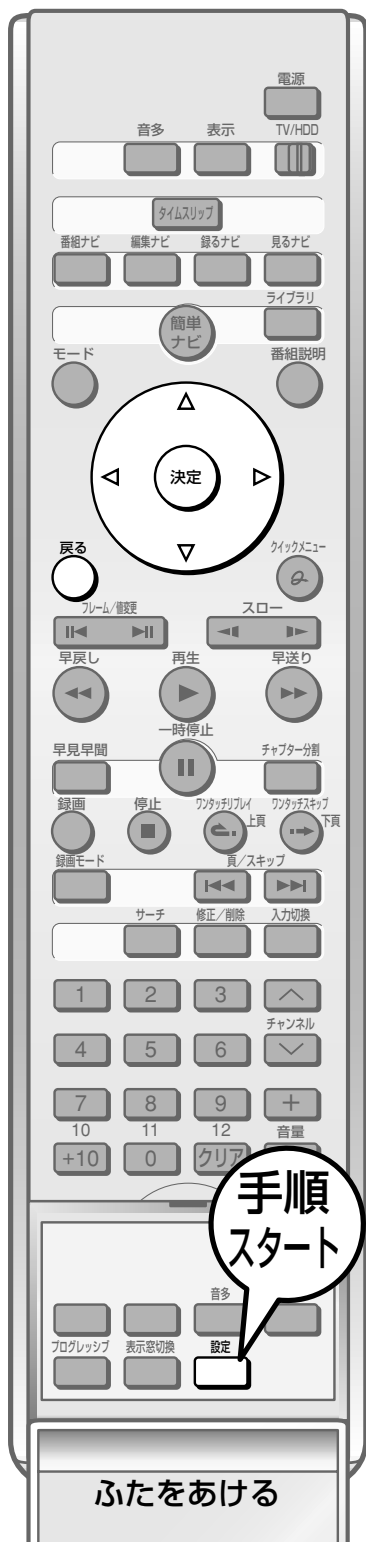 電源
音多 表示 TV/HDD
タイムスリップ
番組ナビ 編集ナビ 録るナビ 見るナビ
ライブラリ
簡単
ナビ
モード 番組説明
決定
戻る クイックメニュー
フレーム/値変更 スロー
早戻し 再生 早送り
一時停止
早見早聞 チャプター分割
録画 停止 ワンタッチリプレイ ワンタッチスキップ
上頁 下頁
録画モード 頁/スキップ
サーチ 修正/削除 入力切換
1 2 3
チャンネル
4 5 6
7 8 9 +
10 11 12 音量
+10 0 クリア
手順
スタート
音多
プログレッシブ 表示窓切換 設定
ふたをあける